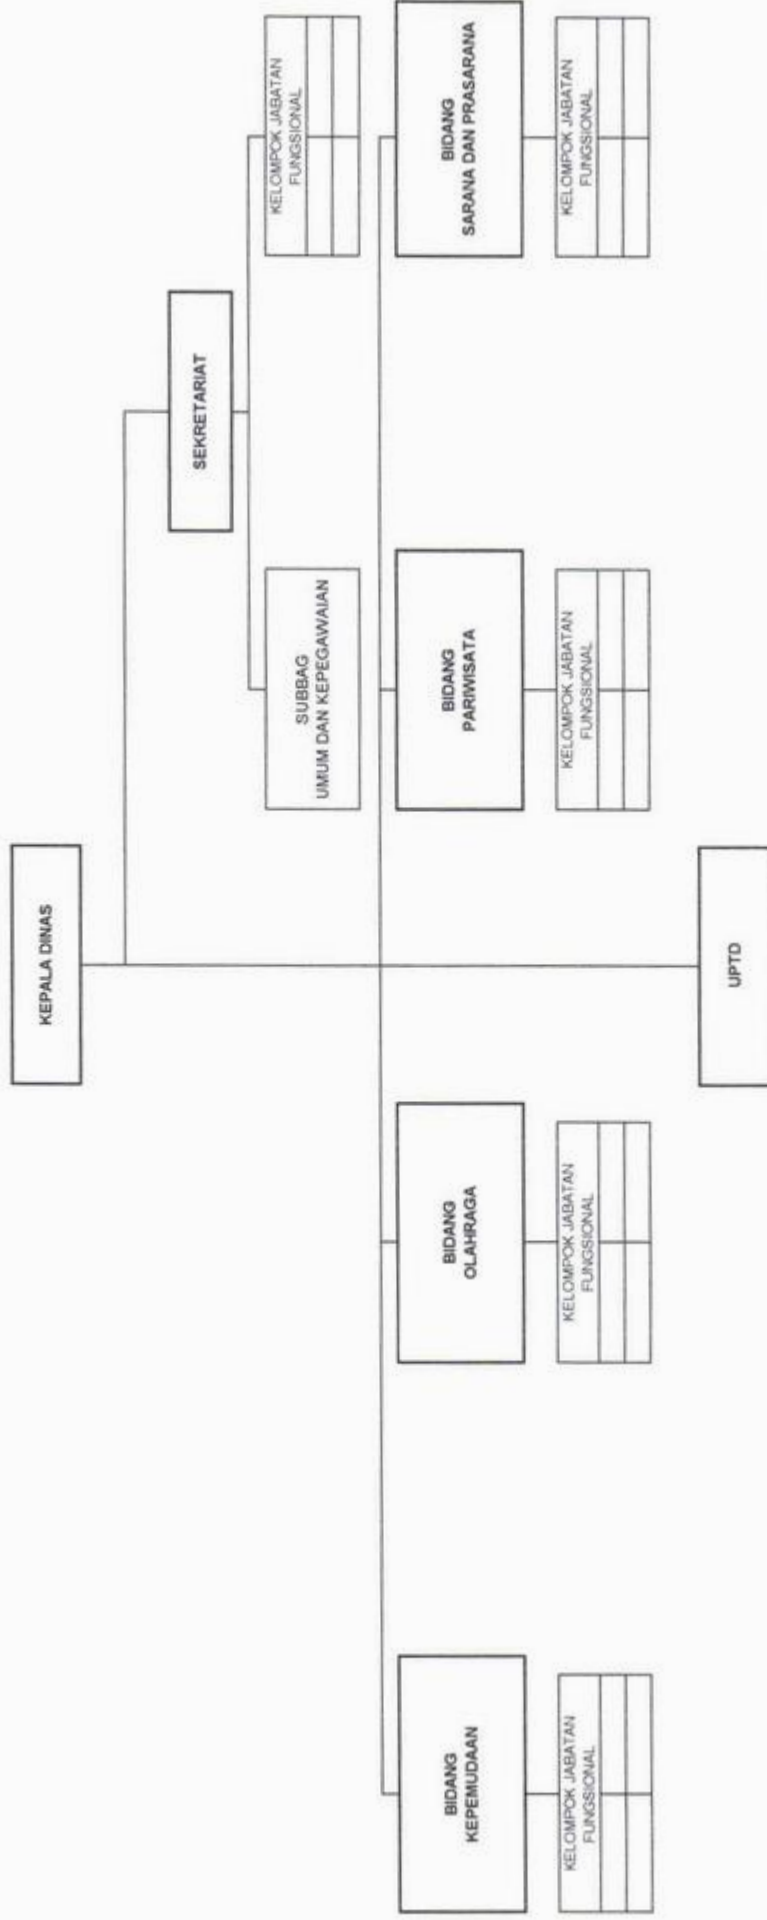 KEPALA DINAS
SEKRETARIAT
SUBBAG
UMUM DAN KEPEGAWAIAN
KELOMPOK JABATAN
FUNGSIONAL
BIDANG
KEPEMUDAAN
BIDANG
OLAHRAGA
BIDANG
PARIWISATA
BIDANG
SARANA DAN PRASARANA
KELOMPOK JABATAN
FUNGSIONAL
KELOMPOK JABATAN
FUNGSIONAL
KELOMPOK JABATAN
FUNGSIONAL
KELOMPOK JABATAN
FUNGSIONAL
UPTD